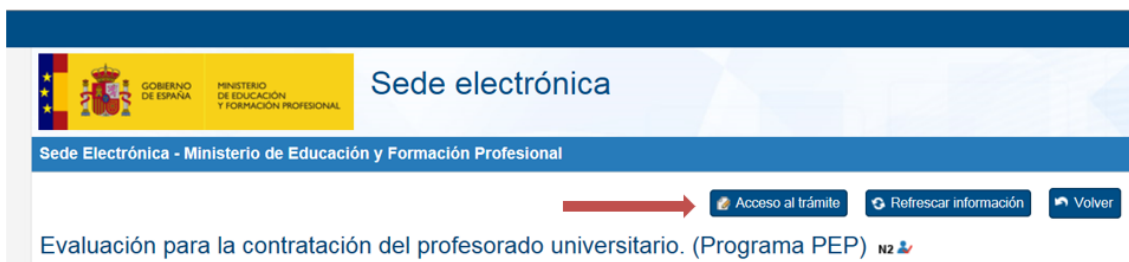 GOBIERNO
DE ESPAÑA
MINISTERIO
DE EDUCACIÓN
Y FORMACIÓN PROFESIONAL
Sede electrónica
Sede Electrónica - Ministerio de Educación y Formación Profesional
Acceso al trámite
Refrescar información
Volver
Evaluación para la contratación del profesorado universitario. (Programa PEP) N2